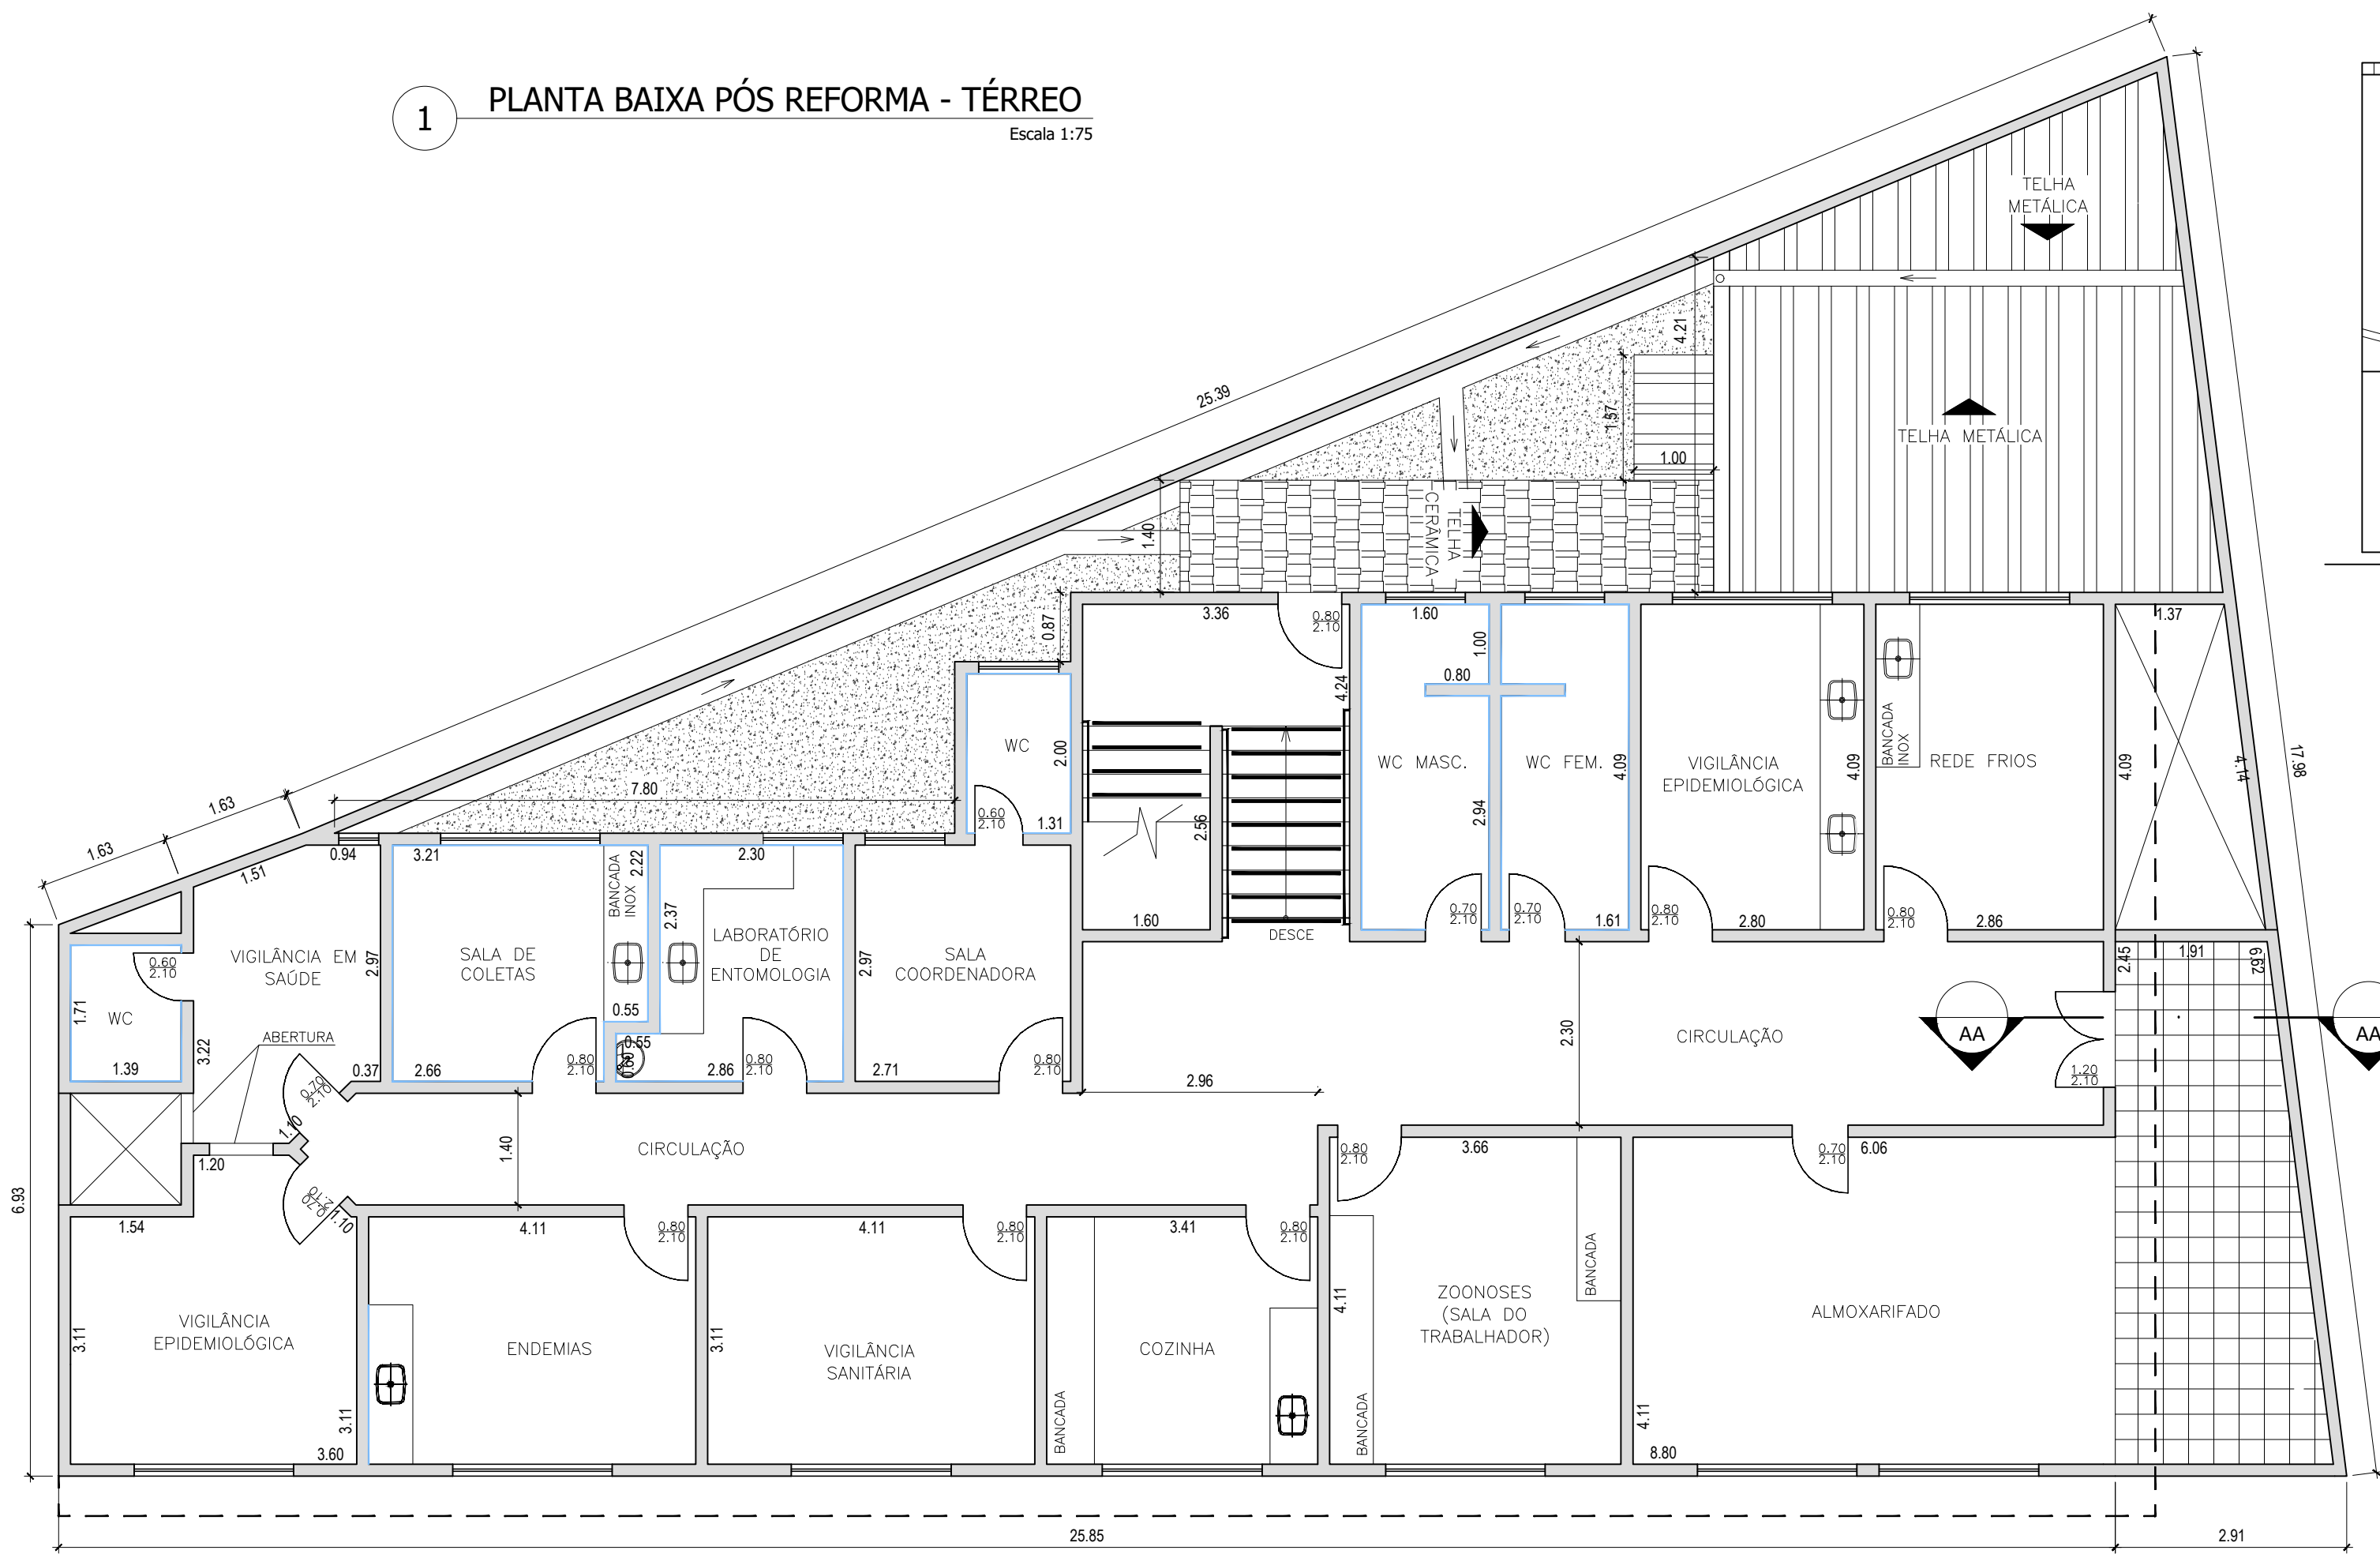 1
PLANTA BAIXA PÓS REFORMA - TÉRREO
Escala 1:75
TELHA
METÁLICA
25.39
4.21
1.57
1.00
TELHA METÁLICA
17.98
1.40
TELHA
CERÂMICA
0.87
7.80
1.63
1.63
1.51
0.94
3.36
0.80
2.10
4.24
1.60
1.00
0.80
WC MASC.
2.94
0.70
2.10
WC FEM.
4.09
0.70
2.10
1.61
VIGILÂNCIA
EPIDEMIOLÓGICA
4.09
0.80
2.10
2.80
BANCADA
INOX
REDE FRIOS
0.80
2.10
2.86
1.37
4.09
4.14
WC
2.00
0.60
2.10
1.31
2.56
1.60
DESCE
3.21
BANCADA
INOX
2.22
SALA DE
COLETAS
0.55
2.66
0.80
2.10
2.30
2.37
LABORATÓRIO
DE
ENTOMOLOGIA
0.55
0.60
2.86
0.80
2.10
2.97
SALA
COORDENADORA
2.71
0.80
2.10
VIGILÂNCIA EM
SAÚDE
2.97
0.60
2.10
1.71
WC
1.39
3.22
ABERTURA
0.37
0.70
2.10
1.10
1.20
0.70
2.10
1.10
CIRCULAÇÃO
1.40
2.96
2.30
CIRCULAÇÃO
AA
AA
2.45
1.91
6.62
1.20
2.10
6.93
1.54
VIGILÂNCIA
EPIDEMIOLÓGICA
3.11
3.11
3.60
4.11
0.80
2.10
ENDEMIAS
4.11
0.80
2.10
3.11
VIGILÂNCIA
SANITÁRIA
3.41
0.80
2.10
COZINHA
BANCADA
0.80
2.10
3.66
4.11
ZOONOSES
(SALA DO
TRABALHADOR)
BANCADA
BANCADA
0.70
2.10
6.06
ALMOXARIFADO
4.11
8.80
25.85
2.91